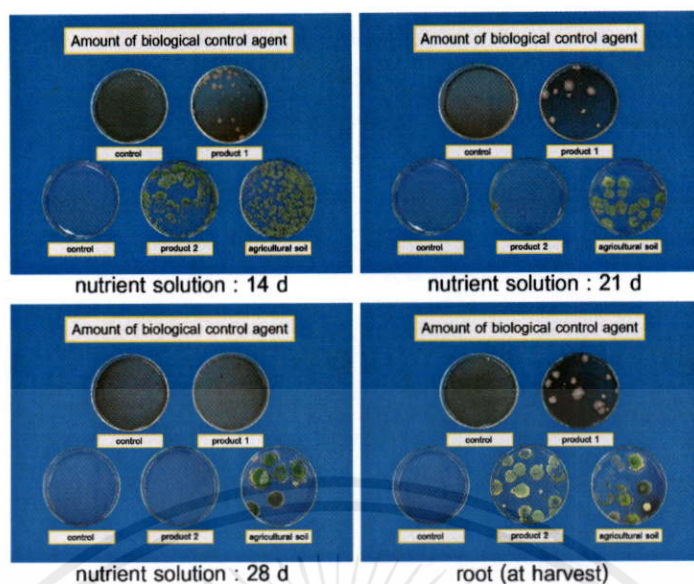 Amount of biological control agent
control
product 1
control
product 2
agricultural soil
nutrient solution : 14 d
Amount of biological control agent
control
product 1
control
product 2
agricultural soil
nutrient solution : 21 d
Amount of biological control agent
control
product 1
control
product 2
agricultural soil
nutrient solution : 28 d
Amount of biological control agent
control
product 1
control
product 2
agricultural soil
root (at harvest)